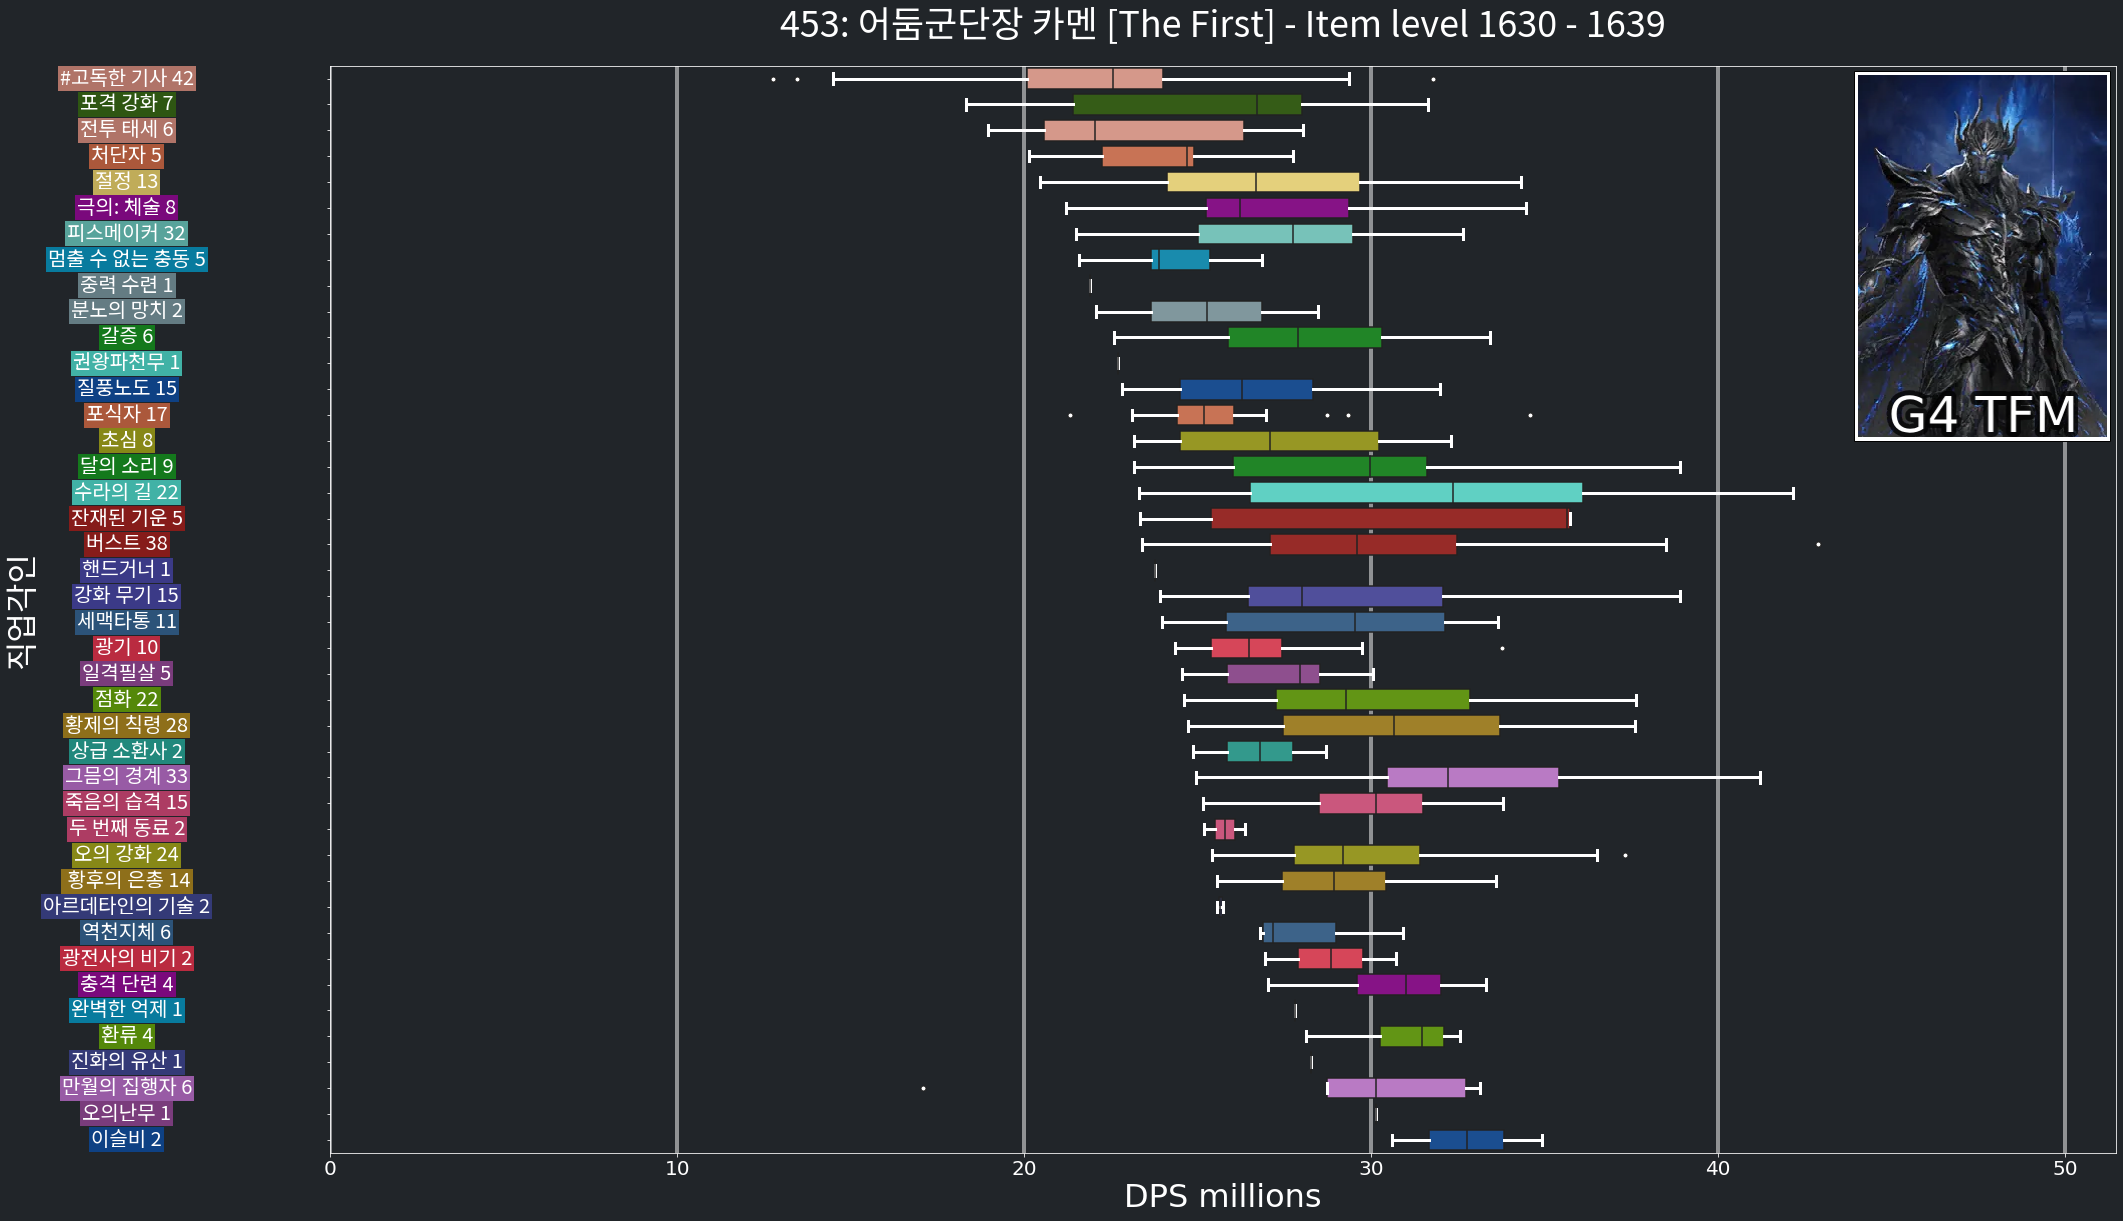 453: 어둠군단장 카멘 [The First] - Item level 1630 - 1639
#고독한 기사 42
포격 강화 7
전투 태세 6
처단자 5
절정 13
극의: 체술 8
피스메이커 32
멈출 수 없는 충동 5
중력 수련 1
분노의 망치 2
갈증 6
권왕파천무 1
질풍노도 15
포식자 17
초심 8
달의 소리 9
수라의 길 22
잔재된 기운 5
버스트 38
핸드거너 1
강화 무기 15
세맥타통 11
광기 10
일격필살 5
점화 22
황제의 칙령 28
상급 소환사 2
그믐의 경계 33
죽음의 습격 15
두 번째 동료 2
오의 강화 24
황후의 은총 14
아르데타인의 기술 2
역천지체 6
광전사의 비기 2
충격 단련 4
완벽한 억제 1
환류 4
진화의 유산 1
만월의 집행자 6
오의난무 1
이슬비 2
직업각인
G4 TFM
0 10 20 30 40 50
DPS millions